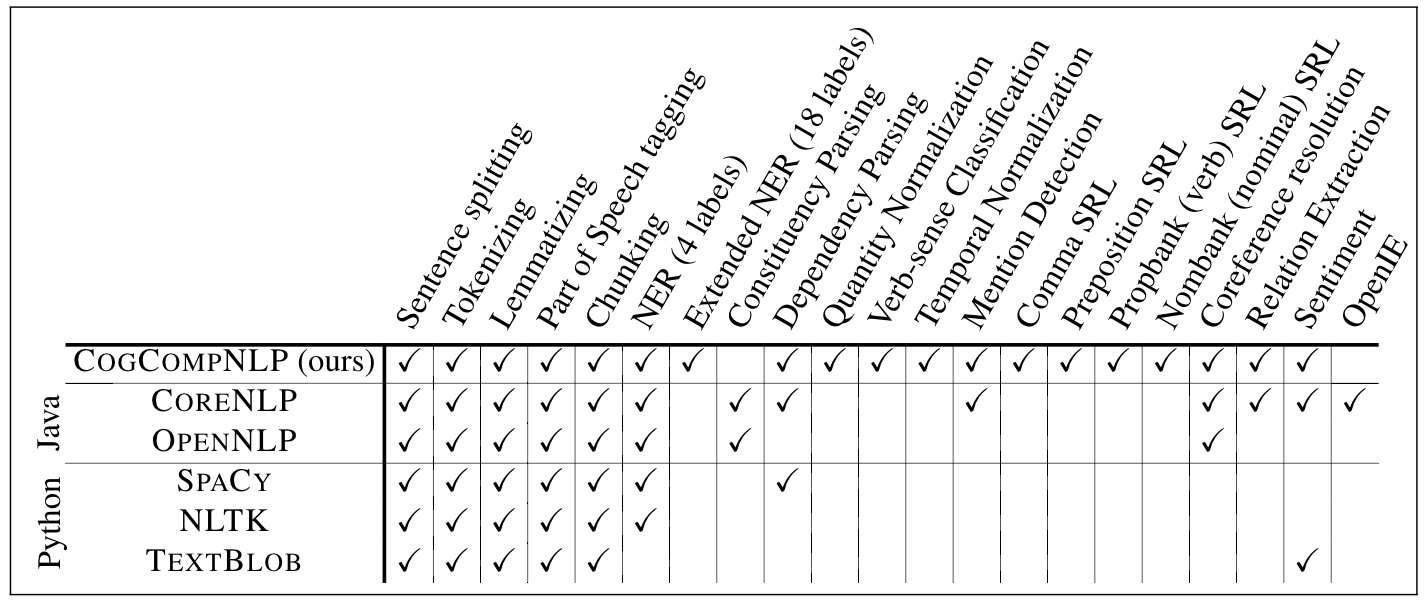 Sentence splitting
Tokenizing
Lemmatizing
Part of Speech tagging
Chunking
NER (4 labels)
Extended NER (18 labels)
Constituency Parsing
Dependency Parsing
Quantity Normalization
Verb-sense Classification
Temporal Normalization
Mention Detection
Comma SRL
Preposition SRL
Propbank (verb) SRL
Nombank (nominal) SRL
Coreference resolution
Relation Extraction
Sentiment
OpenIE
COGCOMPNLP (ours) ✓ ✓ ✓ ✓ ✓ ✓ ✓ ✓ ✓ ✓ ✓ ✓ ✓ ✓ ✓ ✓ ✓ ✓ ✓
Java
CORENLP ✓ ✓ ✓ ✓ ✓ ✓ ✓ ✓ ✓ ✓ ✓ ✓ ✓
OPENNLP ✓ ✓ ✓ ✓ ✓ ✓ ✓ ✓
Python
SPACY ✓ ✓ ✓ ✓ ✓ ✓ ✓
NLTK ✓ ✓ ✓ ✓ ✓ ✓
TEXTBLOB ✓ ✓ ✓ ✓ ✓ ✓